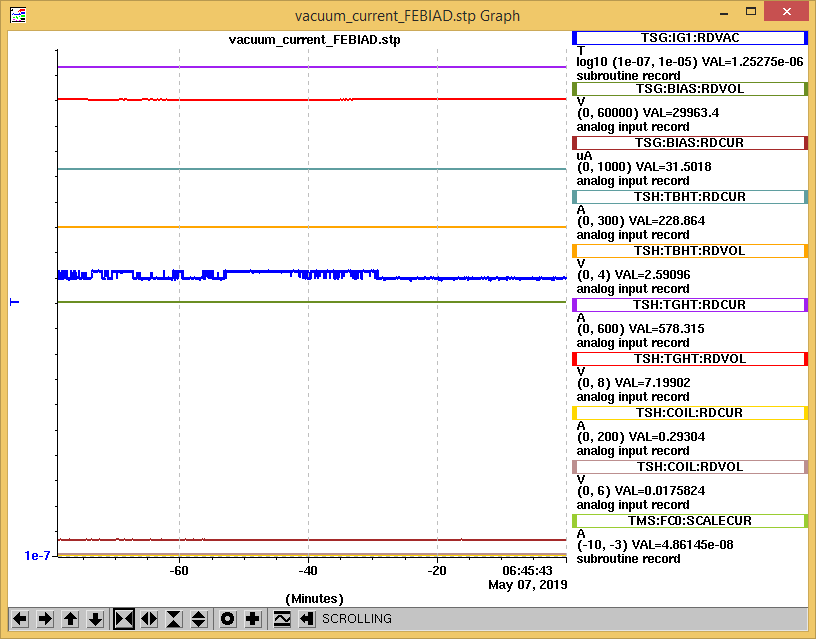 vacuum_current_FEBIAD.stp Graph
vacuum_current_FEBIAD.stp
T
1e-7
-60
-40
-20
06:45:43
May 07, 2019
(Minutes)
TSG:IG1:RDVAC
T
log10 (1e-07, 1e-05) VAL=1.25275e-06
subroutine record
TSG:BIAS:RDVOL
V
(0, 60000) VAL=29963.4
analog input record
TSG:BIAS:RDCUR
uA
(0, 1000) VAL=31.5018
analog input record
TSH:TBHT:RDCUR
A
(0, 300) VAL=228.864
analog input record
TSH:TBHT:RDVOL
V
(0, 4) VAL=2.59096
analog input record
TSH:TGHT:RDCUR
A
(0, 600) VAL=578.315
analog input record
TSH:TGHT:RDVOL
V
(0, 8) VAL=7.19902
analog input record
TSH:COIL:RDCUR
A
(0, 200) VAL=0.29304
analog input record
TSH:COIL:RDVOL
V
(0, 6) VAL=0.0175824
analog input record
TMS:FC0:SCALECUR
A
(-10, -3) VAL=4.86145e-08
subroutine record
SCROLLING